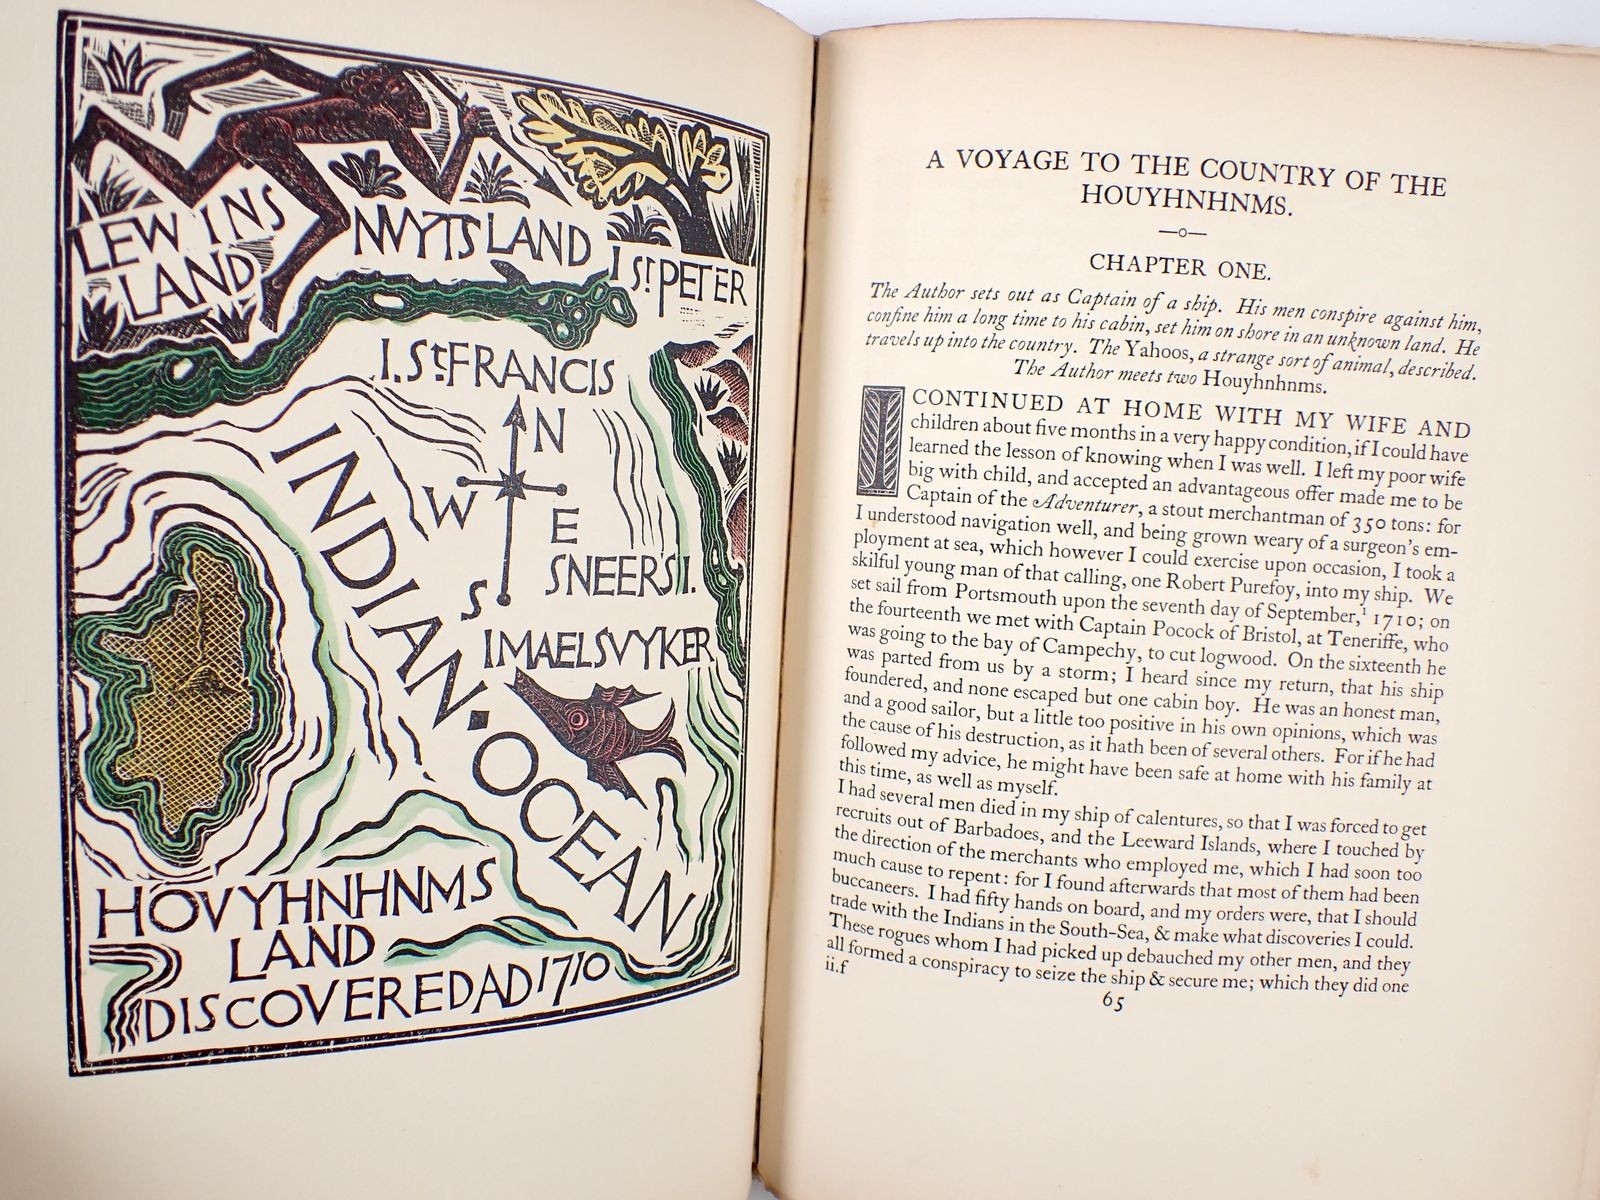 LEWINS
LAND
NVYTS LAND
I St PETER
I. St FRANCIS
N
W
E
S
SNEERS I.
I MAELSVYKER
INDIAN · OCEAN
HOVYHNHNMS
LAND
DISCOVERED AD 1710
A VOYAGE TO THE COUNTRY OF THE
HOUYHNHNMS.
—o—
CHAPTER ONE.
The Author sets out as Captain of a ship. His men conspire against him,
confine him a long time to his cabin, set him on shore in an unknown land. He
travels up into the country. The Yahoos, a strange sort of animal, described.
The Author meets two Houyhnhnms.
I CONTINUED AT HOME WITH MY WIFE AND
children about five months in a very happy condition, if I could have
learned the lesson of knowing when I was well. I left my poor wife
big with child, and accepted an advantageous offer made me to be
Captain of the Adventurer, a stout merchantman of 350 tons: for
I understood navigation well, and being grown weary of a surgeon's em-
ployment at sea, which however I could exercise upon occasion, I took a
skilful young man of that calling, one Robert Purefoy, into my ship. We
set sail from Portsmouth upon the seventh day of September,¹ 1710; on
the fourteenth we met with Captain Pocock of Bristol, at Teneriffe, who
was going to the bay of Campechy, to cut logwood. On the sixteenth he
was parted from us by a storm; I heard since my return, that his ship
foundered, and none escaped but one cabin boy. He was an honest man,
and a good sailor, but a little too positive in his own opinions, which was
the cause of his destruction, as it hath been of several others. For if he had
followed my advice, he might have been safe at home with his family at
this time, as well as myself.
I had several men died in my ship of calentures, so that I was forced to get
recruits out of Barbadoes, and the Leeward Islands, where I touched by
the direction of the merchants who employed me, which I had soon too
much cause to repent: for I found afterwards that most of them had been
buccaneers. I had fifty hands on board, and my orders were, that I should
trade with the Indians in the South-Sea, & make what discoveries I could.
These rogues whom I had picked up debauched my other men, and they
all formed a conspiracy to seize the ship & secure me; which they did one
ii.f
65